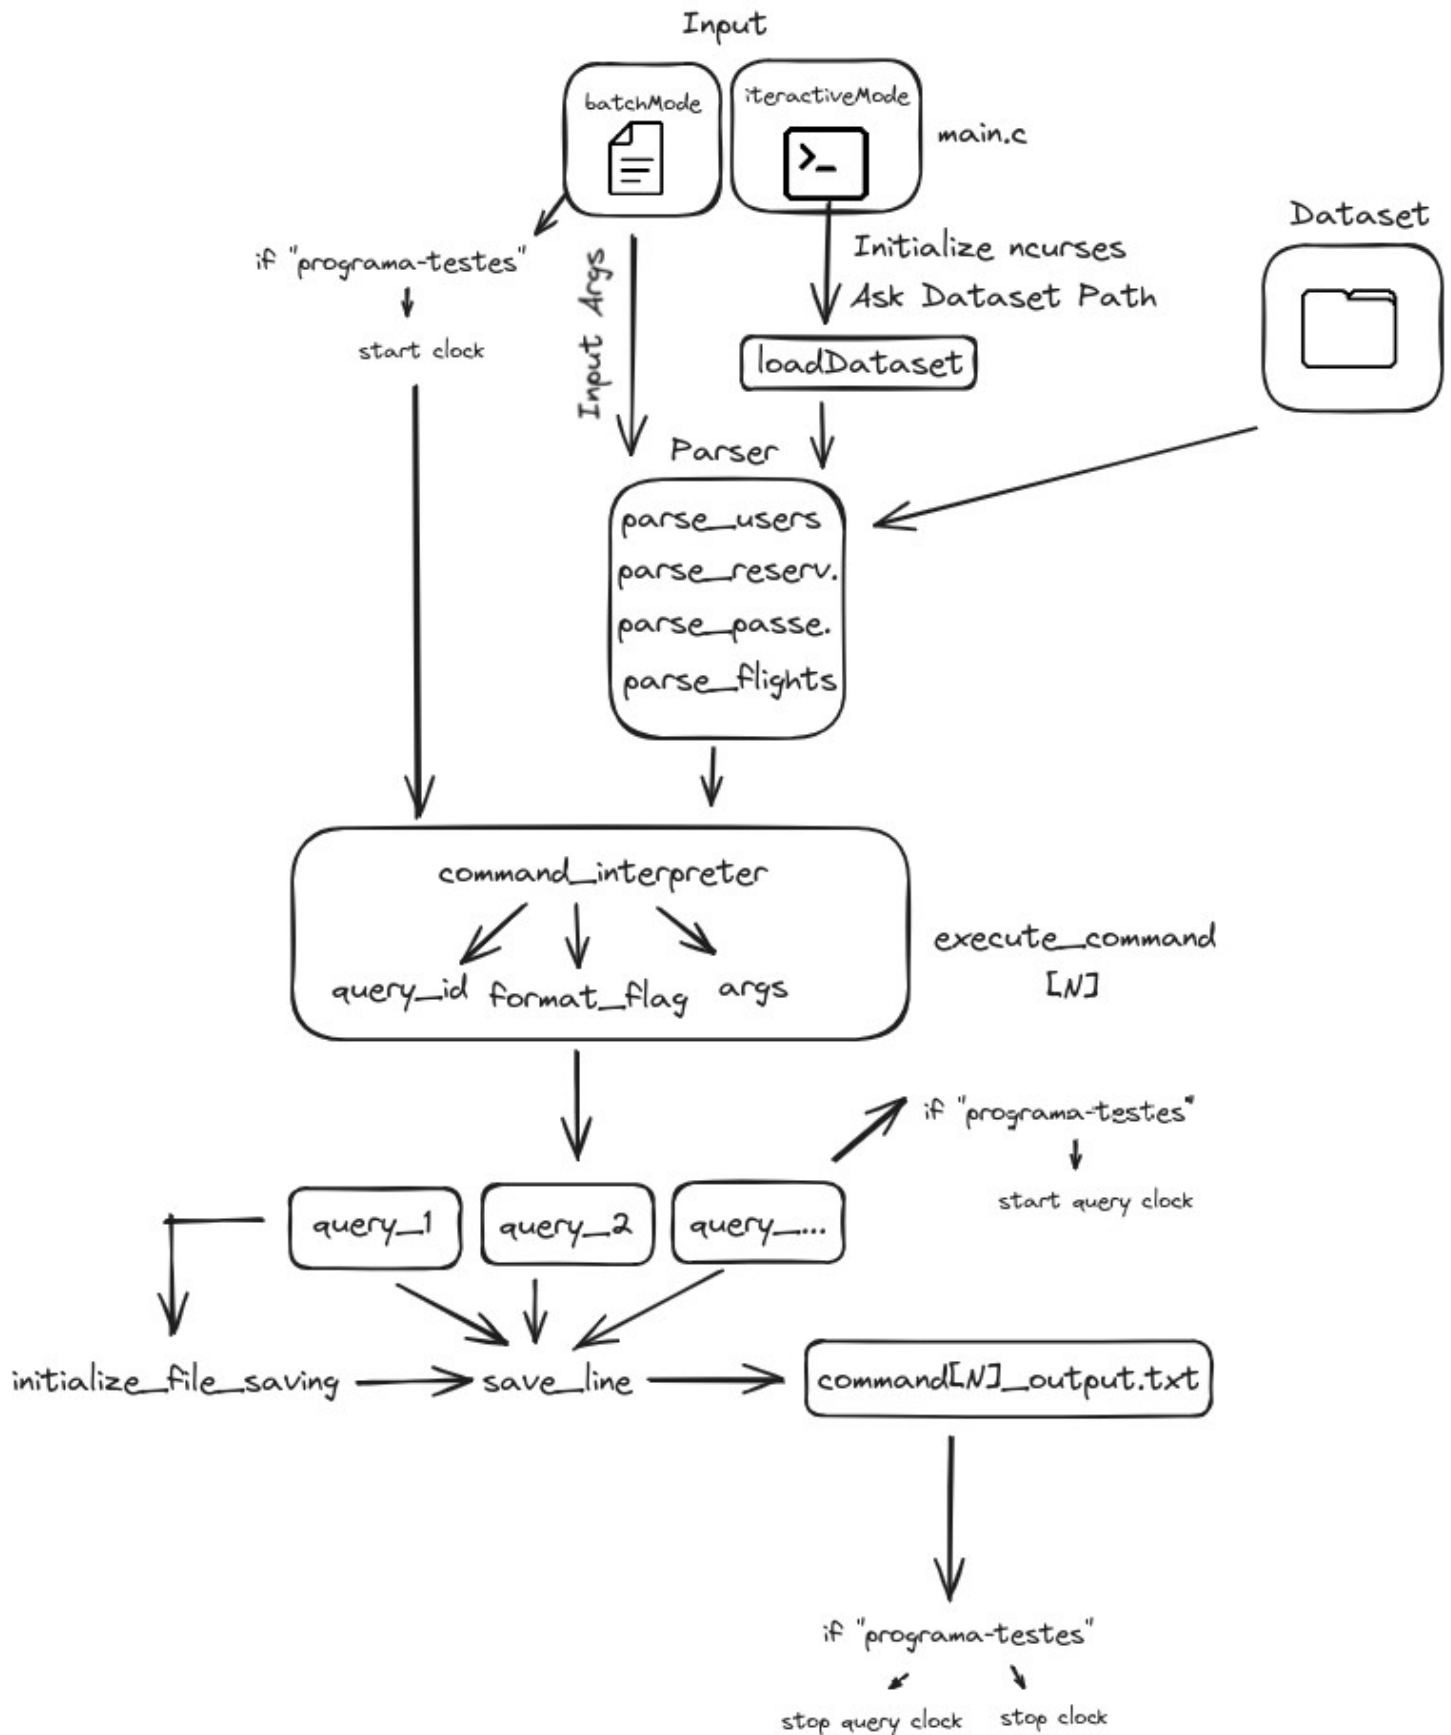 Input
batchMode
iteractiveMode
main.c
Dataset
if "programa-testes"
start clock
Input Args
Initialize ncurses
Ask Dataset Path
loadDataset
Parser
parse_users
parse_reserv.
parse_passe.
parse_flights
command_interpreter
query_id format_flag args
execute_command
[N]
if "programa-testes"
start query clock
query_1
query_2
query_...
initialize_file_saving
save_line
command[N]_output.txt
if "programa-testes"
stop query clock
stop clock